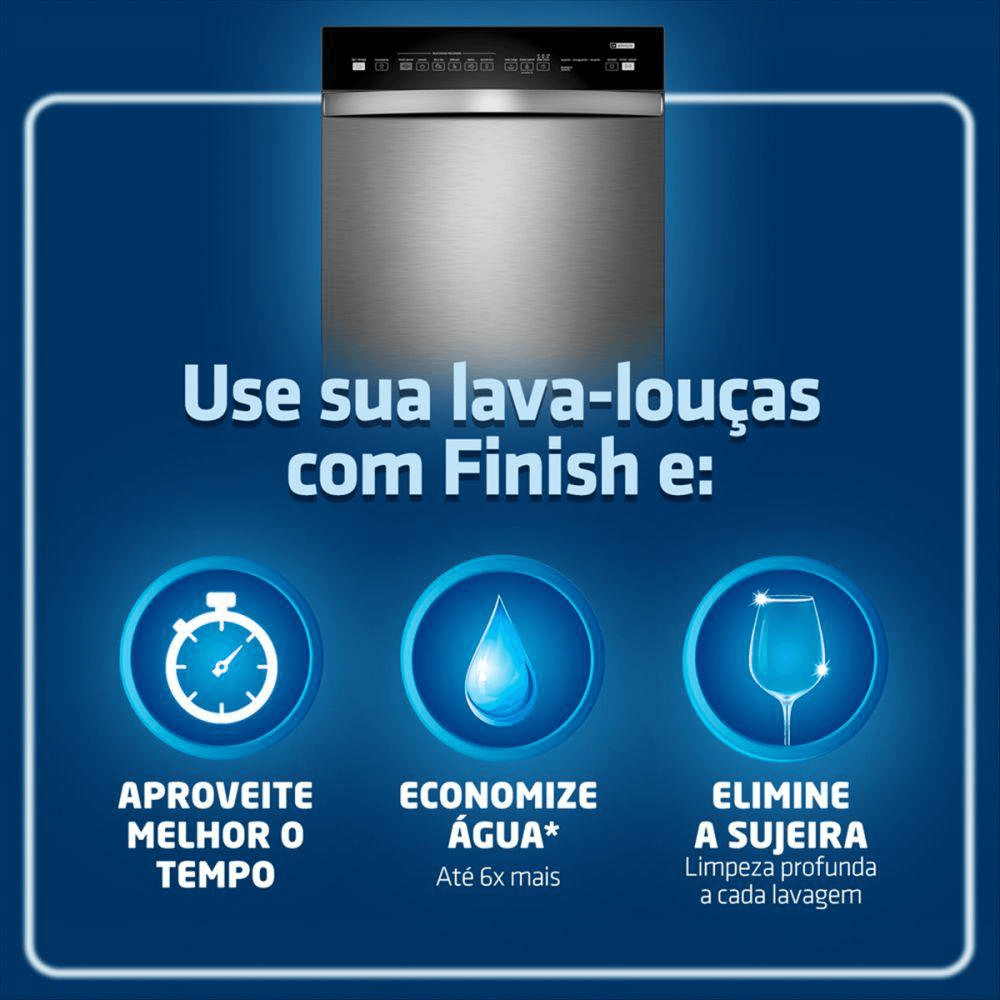 Use sua lava-louças
com Finish e:
APROVEITE
MELHOR O
TEMPO
ECONOMIZE
ÁGUA*
Até 6x mais
ELIMINE
A SUJEIRA
Limpeza profunda
a cada lavagem